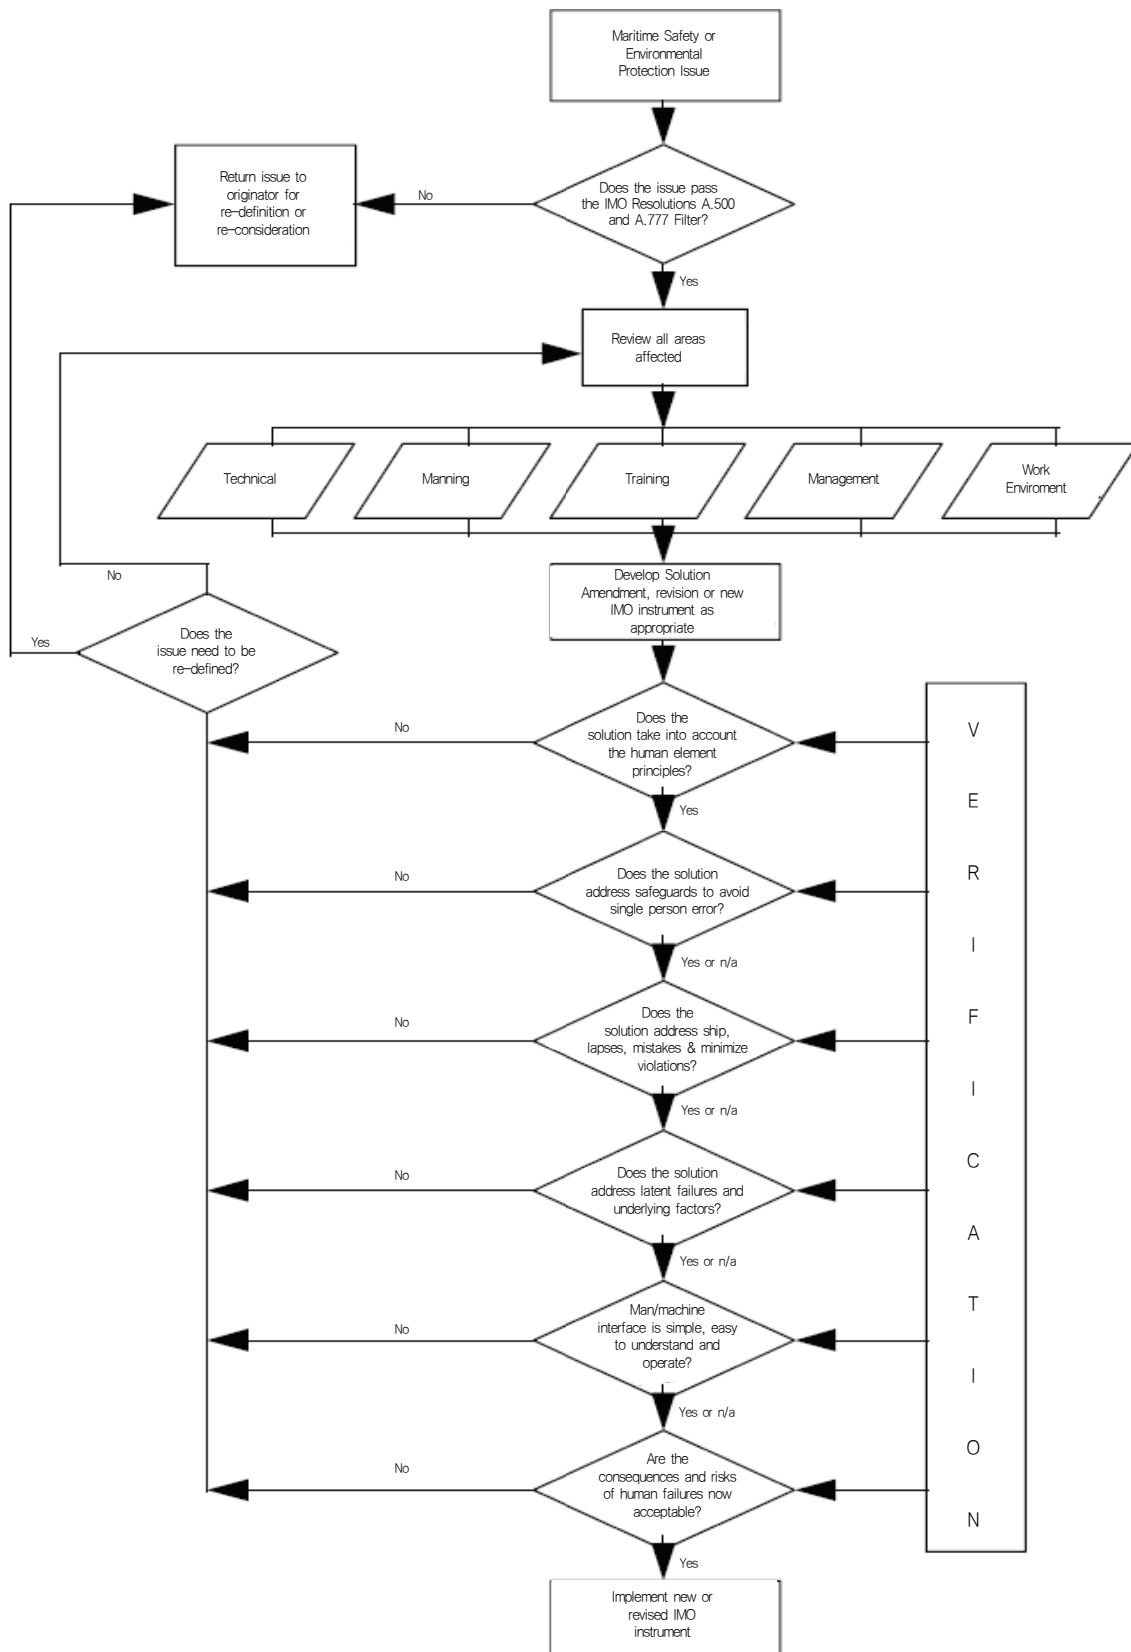 Maritime Safety or
Environmental
Protection Issue
Return issue to
originator for
re-definition or
re-consideration
No
Does the issue pass
the IMO Resolutions A.500
and A.777 Filter?
Yes
Review all areas
affected
Technical
Manning
Training
Management
Work
Enviroment
No
Develop Solution
Amendment, revision or new
IMO instrument as
appropriate
Yes
Does the
issue need to be
re-defined?
No
Does the
solution take into account
the human element
principles?
Yes
No
Does the solution
address safeguards to avoid
single person error?
Yes or n/a
No
Does the
solution address ship,
lapses, mistakes & minimize
violations?
Yes or n/a
No
Does the solution
address latent failures and
underlying factors?
Yes or n/a
No
Man/machine
interface is simple, easy
to understand and
operate?
Yes or n/a
No
Are the
consequences and risks
of human failures now
acceptable?
Yes
Implement new or
revised IMO
instrument
V
E
R
I
F
I
C
A
T
I
O
N